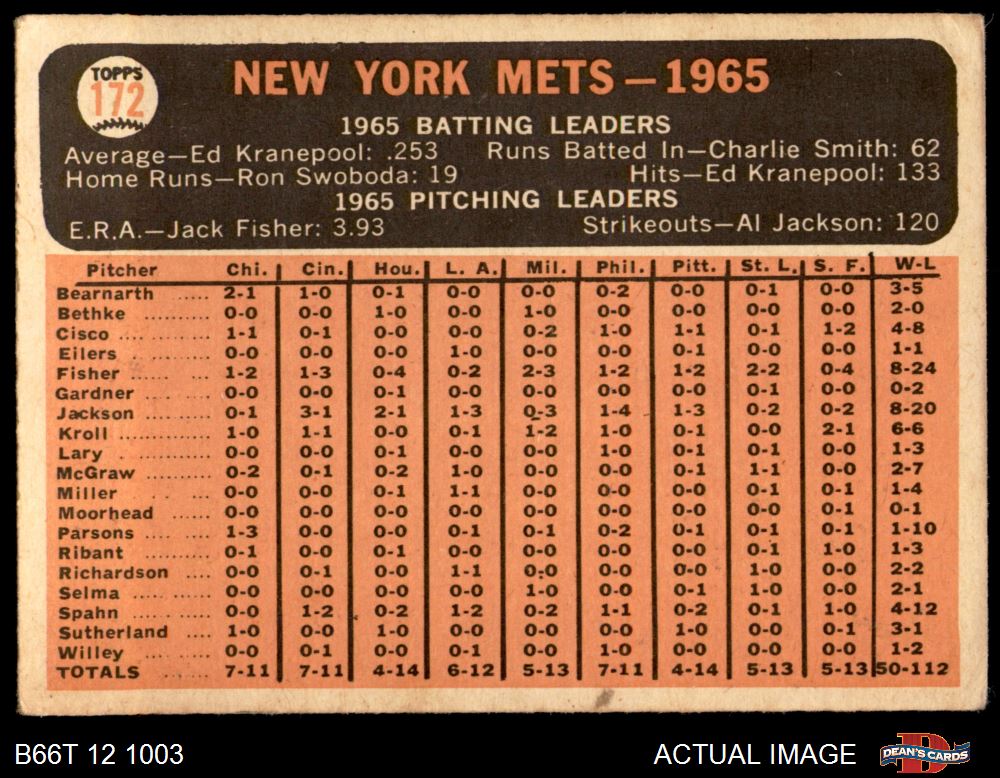 TOPPS
172
NEW YORK METS — 1965
1965 BATTING LEADERS
Average—Ed Kranepool: .253 Runs Batted In—Charlie Smith: 62
Home Runs—Ron Swoboda: 19 Hits—Ed Kranepool: 133
1965 PITCHING LEADERS
E.R.A.—Jack Fisher: 3.93 Strikeouts—Al Jackson: 120
Pitcher Chi. Cin. Hou. L. A. Mil. Phil. Pitt. St. L. S. F. W-L
Bearnarth ...... 2-1 1-0 0-1 0-0 0-0 0-2 0-0 0-1 0-0 3-5
Bethke .......... 0-0 0-0 1-0 0-0 1-0 0-0 0-0 0-0 0-0 2-0
Cisco .............. 1-1 0-1 0-0 0-0 0-2 1-0 1-1 0-1 1-2 4-8
Eilers ............ 0-0 0-0 0-0 1-0 0-0 0-0 0-1 0-0 0-0 1-1
Fisher ...... ... 1-2 1-3 0-4 0-2 2-3 1-2 1-2 2-2 0-4 8-24
Gardner .......... 0-0 0-0 0-1 0-0 0-0 0-0 0-0 0-0 0-0 0-2
Jackson .......... 0-1 3-1 2-1 1-3 0-3 1-4 1-3 0-2 0-2 8-20
Kroll .............. 1-0 1-1 0-0 0-1 1-2 1-0 0-1 0-0 2-1 6-6
Lary .... ........ 0-0 0-0 0-1 0-0 0-0 1-0 0-1 0-1 0-0 1-3
McGraw .......... 0-2 0-1 0-2 1-0 0-0 0-0 0-1 1-1 0-0 2-7
Miller .. ...... 0-0 0-0 0-1 1-1 0-0 0-0 0-0 0-1 0-1 1-4
Moorhead ...... 0-0 0-0 0-0 0-0 0-0 0-0 0-0 0-0 0-1 0-1
Parsons .... .... 1-3 0-0 0-0 0-1 0-1 0-2 0-1 0-1 0-1 1-10
Ribant .......... 0-1 0-0 0-1 0-0 0-0 0-0 0-0 0-1 1-0 1-3
Richardson .... 0-0 0-1 0-0 1-1 0-0 0-0 0-0 1-0 0-0 2-2
Selma ............ 0-0 0-0 0-0 0-0 1-0 0-0 0-1 1-0 0-0 2-1
Spahn .... ...... 0-0 1-2 0-2 1-2 0-2 1-1 0-2 0-1 1-0 4-12
Sutherland .... 1-0 0-0 1-0 0-0 0-0 0-0 1-0 0-0 0-1 3-1
Willey ..... ...... 0-0 0-1 0-0 0-1 0-0 1-0 0-0 0-0 0-0 1-2
TOTALS ...... 7-11 7-11 4-14 6-12 5-13 7-11 4-14 5-13 5-13 50-112
B66T 12 1003 ACTUAL IMAGE DEAN'S CARDS